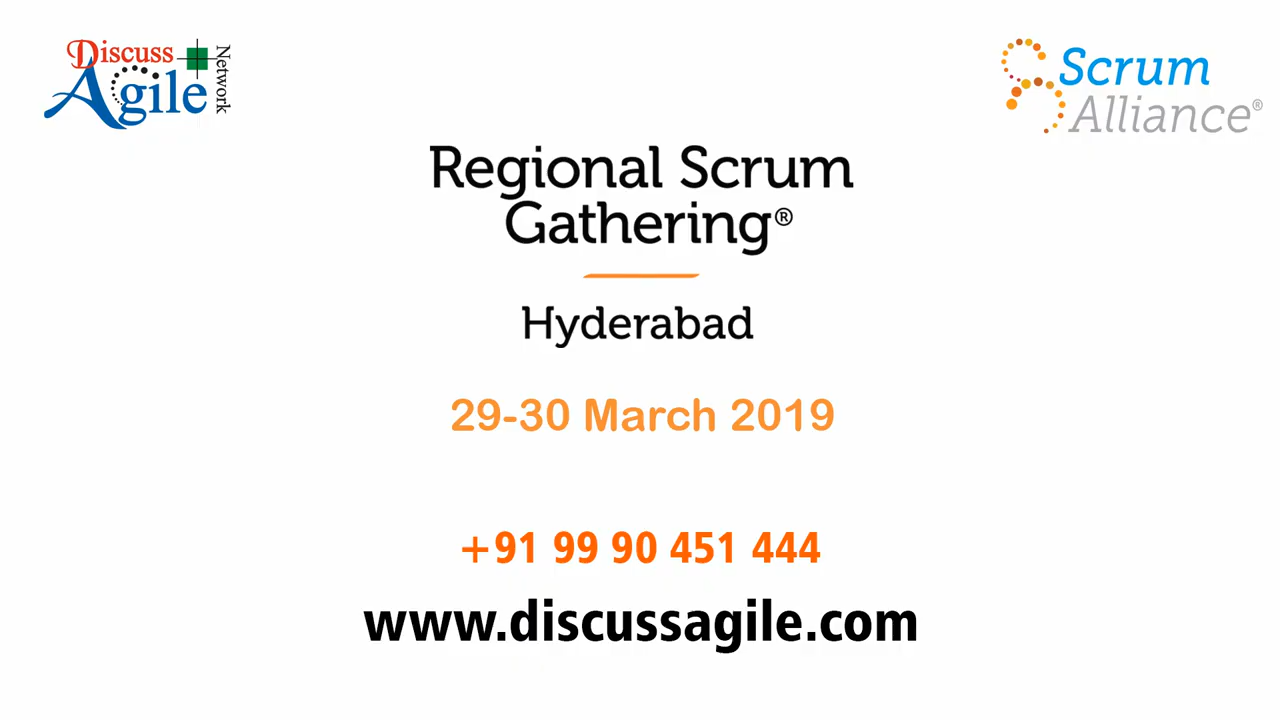 Discuss
Agile
Network
Scrum
Alliance®
Regional Scrum
Gathering®
Hyderabad
29-30 March 2019
+91 99 90 451 444
www.discussagile.com